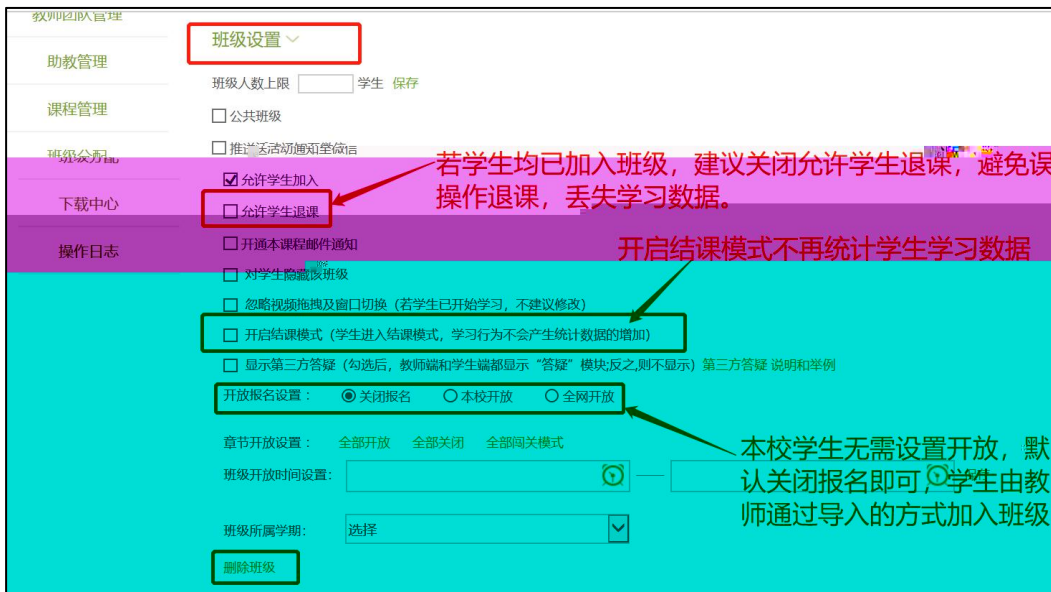 教师团队管理
助教管理
课程管理
班级分配
下载中心
操作日志
班级设置
班级人数上限 学生 保存
公共班级
允许学生加入
允许学生退课
开通本课程邮件通知
对学生隐藏该班级
忽略视频拖拽及窗口切换（若学生已开始学习，不建议修改）
开启结课模式（学生进入结课模式，学习行为不会产生统计数据的增加）
显示第三方答疑（勾选后，教师端和学生端都显示“答疑”模块;反之,则不显示）第三方答疑 说明和举例
开放报名设置： 关闭报名 本校开放 全网开放
章节开放设置： 全部开放 全部关闭 全部闯关模式
班级开放时间设置：
班级所属学期： 选择
删除班级
若学生均已加入班级，建议关闭允许学生退课，避免误
操作退课，丢失学习数据。
开启结课模式不再统计学生学习数据
本校学生无需设置开放，默
认关闭报名即可，学生由教
师通过导入的方式加入班级